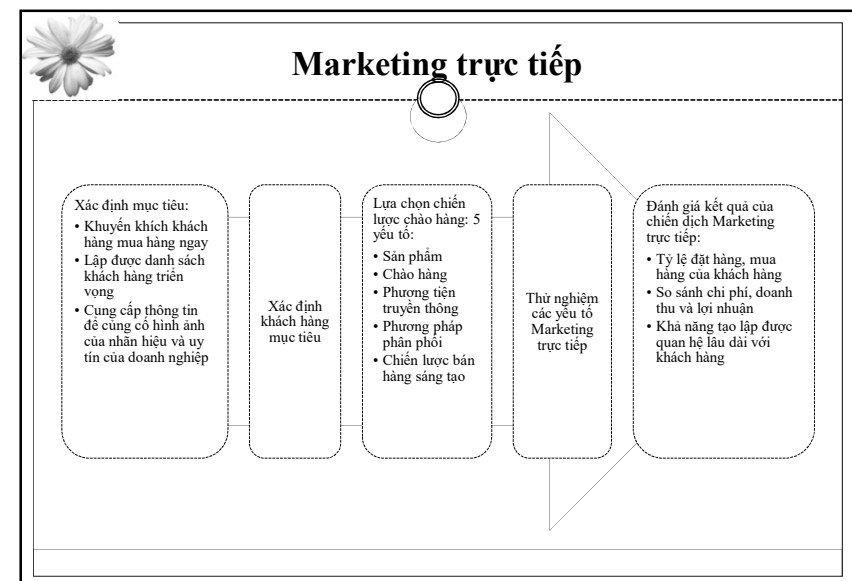 Marketing trực tiếp
Xác định mục tiêu:
• Khuyến khích khách
hàng mua hàng ngay
• Lập được danh sách
khách hàng triển
vọng
• Cung cấp thông tin
để củng cố hình ảnh
của nhãn hiệu và uy
tín của doanh nghiệp
Xác định
khách hàng
mục tiêu
Lựa chọn chiến
lược chào hàng: 5
yếu tố:
• Sản phẩm
• Chào hàng
• Phượng tiện
truyền thông
• Phương pháp
phân phối
• Chiến lược bán
hàng sáng tạo
Thử nghiệm
các yếu tố
Marketing
trực tiếp
Đánh giá kết quả của
chiến dịch Marketing
trực tiếp:
• Tỷ lệ đặt hàng, mua
hàng của khách hàng
• So sánh chi phí, doanh
thu và lợi nhuận
• Khả năng tạo lập được
quan hệ lâu dài với
khách hàng